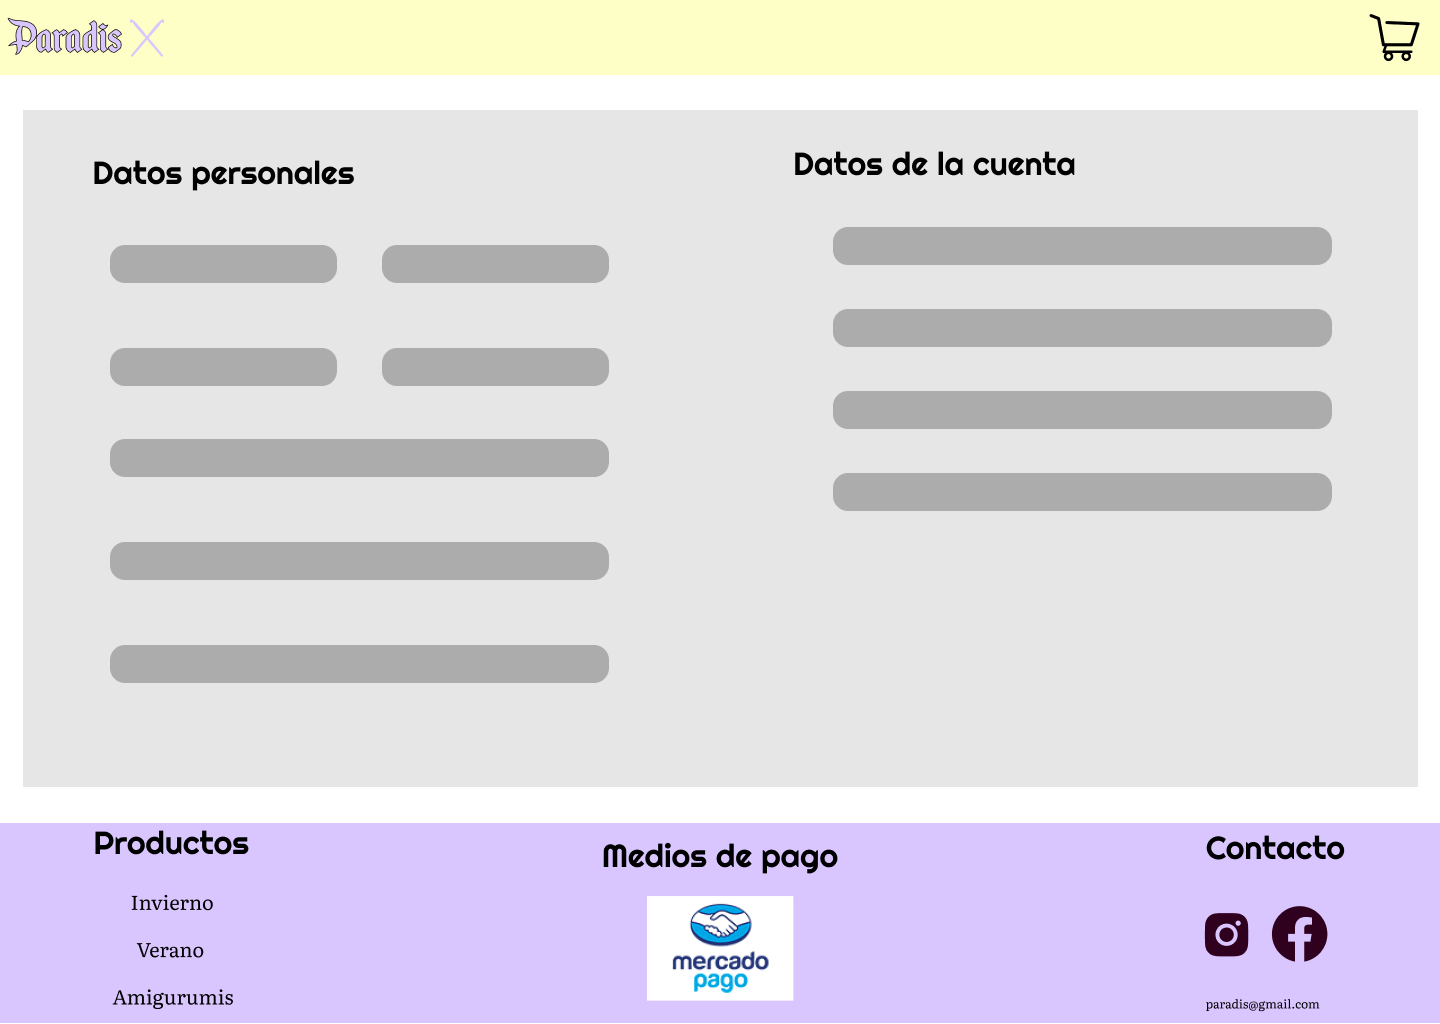 Paradis X
Datos personales
Datos de la cuenta
Productos
Invierno
Verano
Amigurumis
Medios de pago
mercado
pago
Contacto
paradis@gmail.com